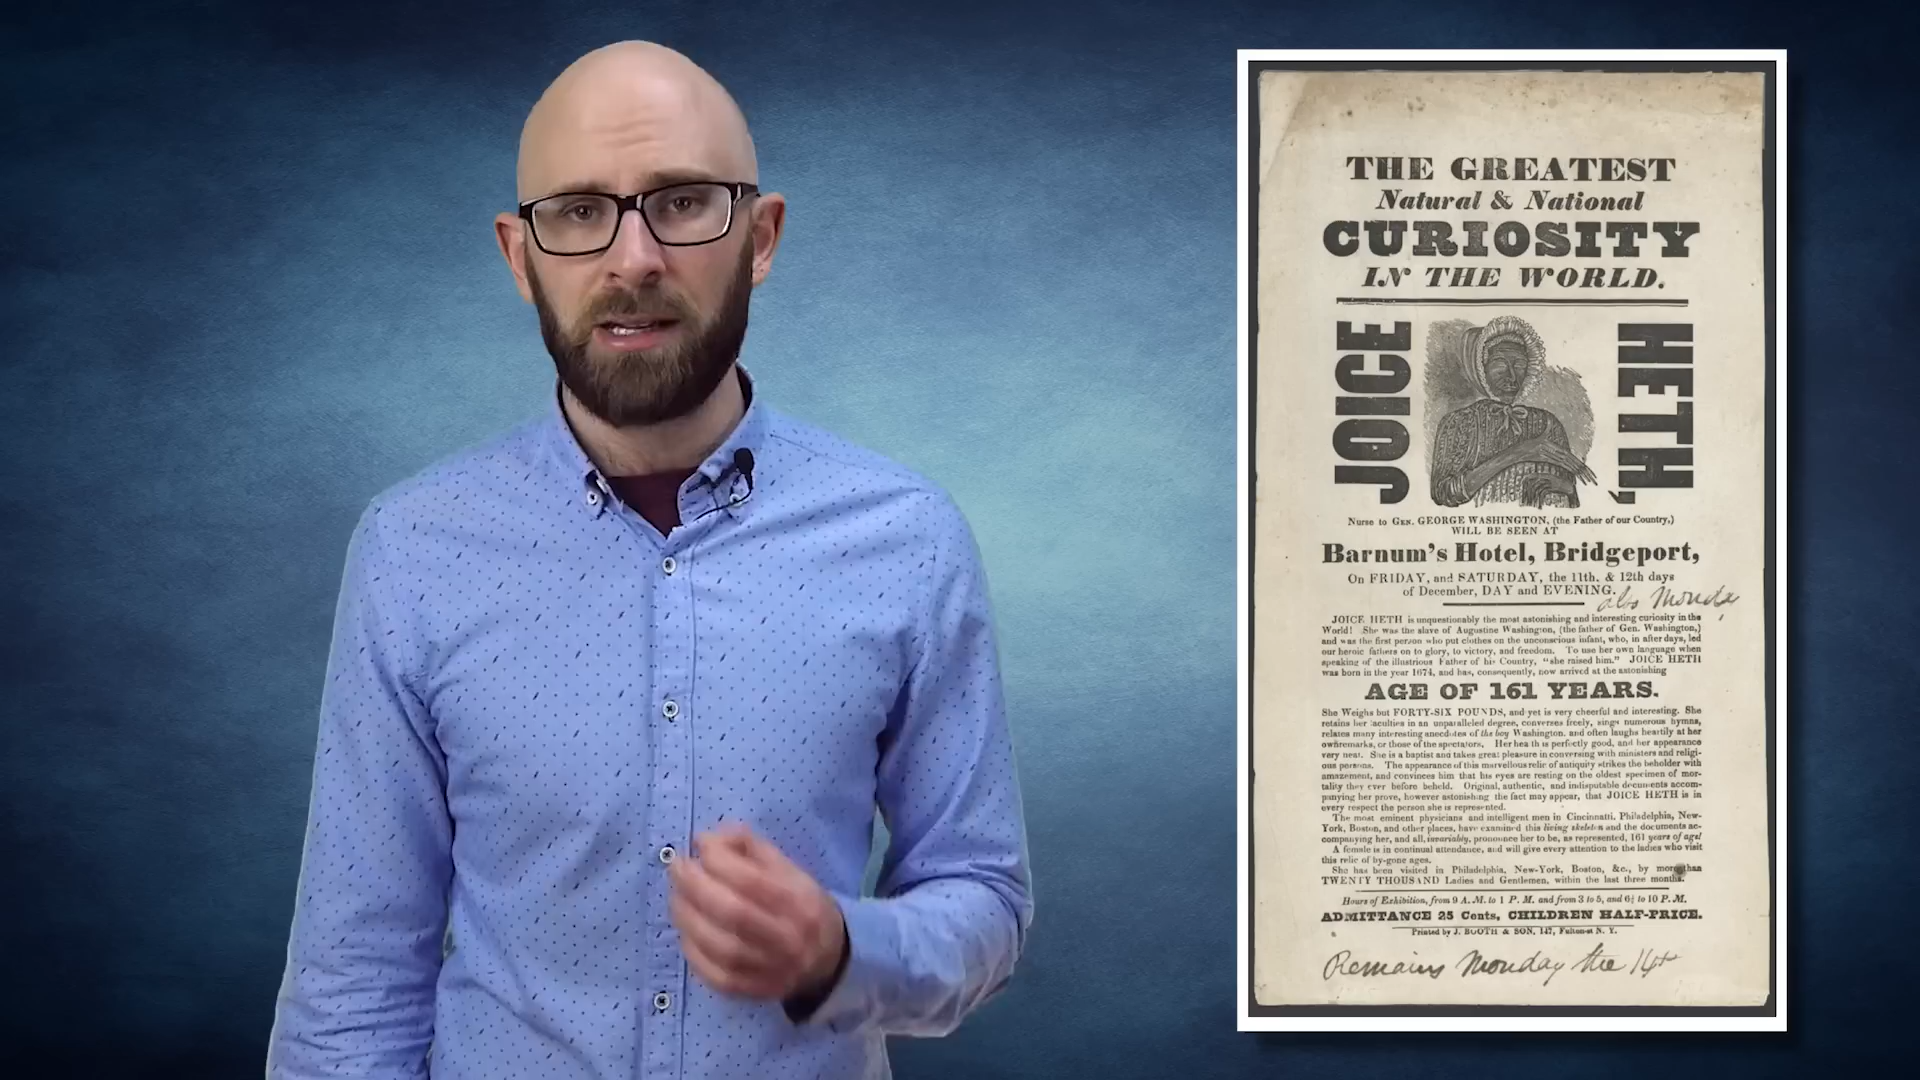 THE GREATEST
Natural & National
CURIOSITY
IN THE WORLD.
JOICE HETH,
Nurse to GEN. GEORGE WASHINGTON, (the Father of our Country,)
WILL BE SEEN AT
Barnum's Hotel, Bridgeport,
On FRIDAY, and SATURDAY, the 11th. & 12th days
of December, DAY and EVENING.
also Monday
JOICE HETH is unquestionably the most astonishing and interesting curiosity in the
World! She was the slave of Augustine Washington, (the father of Gen. Washington,)
and was the first person who put clothes on the unconscious infant, who, in after days, led
our heroic fathers on to glory, to victory, and freedom. To use her own language when
speaking of the illustrious Father of his Country, "she raised him." JOICE HETH
was born in the year 1674, and has, consequently, now arrived at the astonishing
AGE OF 161 YEARS.
She Weighs but FORTY-SIX POUNDS, and yet is very cheerful and interesting. She
retains her faculties in an unparalleled degree, converses freely, sings numerous hymns,
relates many interesting anecdotes of the boy Washington, and often laughs heartily at her
own remarks, or those of the spectators. Her health is perfectly good, and her appearance
very neat. She is a baptist and takes great pleasure in conversing with ministers and religi-
ous persons. The appearance of this marvellous relic of antiquity strikes the beholder with
amazement, and convinces him that his eyes are resting on the oldest specimen of mor-
tality they ever before beheld. Original, authentic, and indisputable documents accom-
panying her prove, however astonishing the fact may appear, that JOICE HETH is in
every respect the person she is represented.
The most eminent physicians and intelligent men in Cincinnatti, Philadelphia, New-
York, Boston, and other places, have examined this living skeleton and the documents ac-
companying her, and all, invariably, pronounce her to be, as represented, 161 years of age!
A female is in continual attendance, and will give every attention to the ladies who visit
this relic of by-gone ages.
She has been visited in Philadelphia, New-York, Boston, &c., by more than
TWENTY THOUSAND Ladies and Gentlemen, within the last three months.
Hours of Exhibition, from 9 A.M. to 1 P. M. and from 3 to 5, and 6½ to 10 P. M.
ADMITTANCE 25 Cents, CHILDREN HALF-PRICE.
Printed by J. BOOTH & SON, 147, Fulton-st N. Y.
Remains Monday the 14th